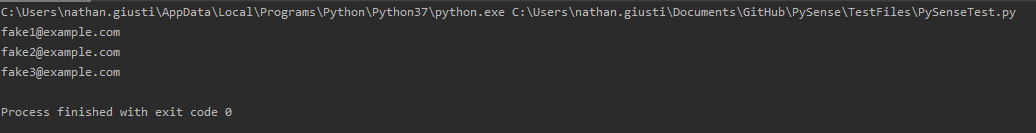 C:\Users\nathan.giusti\AppData\Local\Programs\Python\Python37\python.exe C:\Users\nathan.giusti\Documents\GitHub\PySense\TestFiles\PySenseTest.py
fake1@example.com
fake2@example.com
fake3@example.com
Process finished with exit code 0